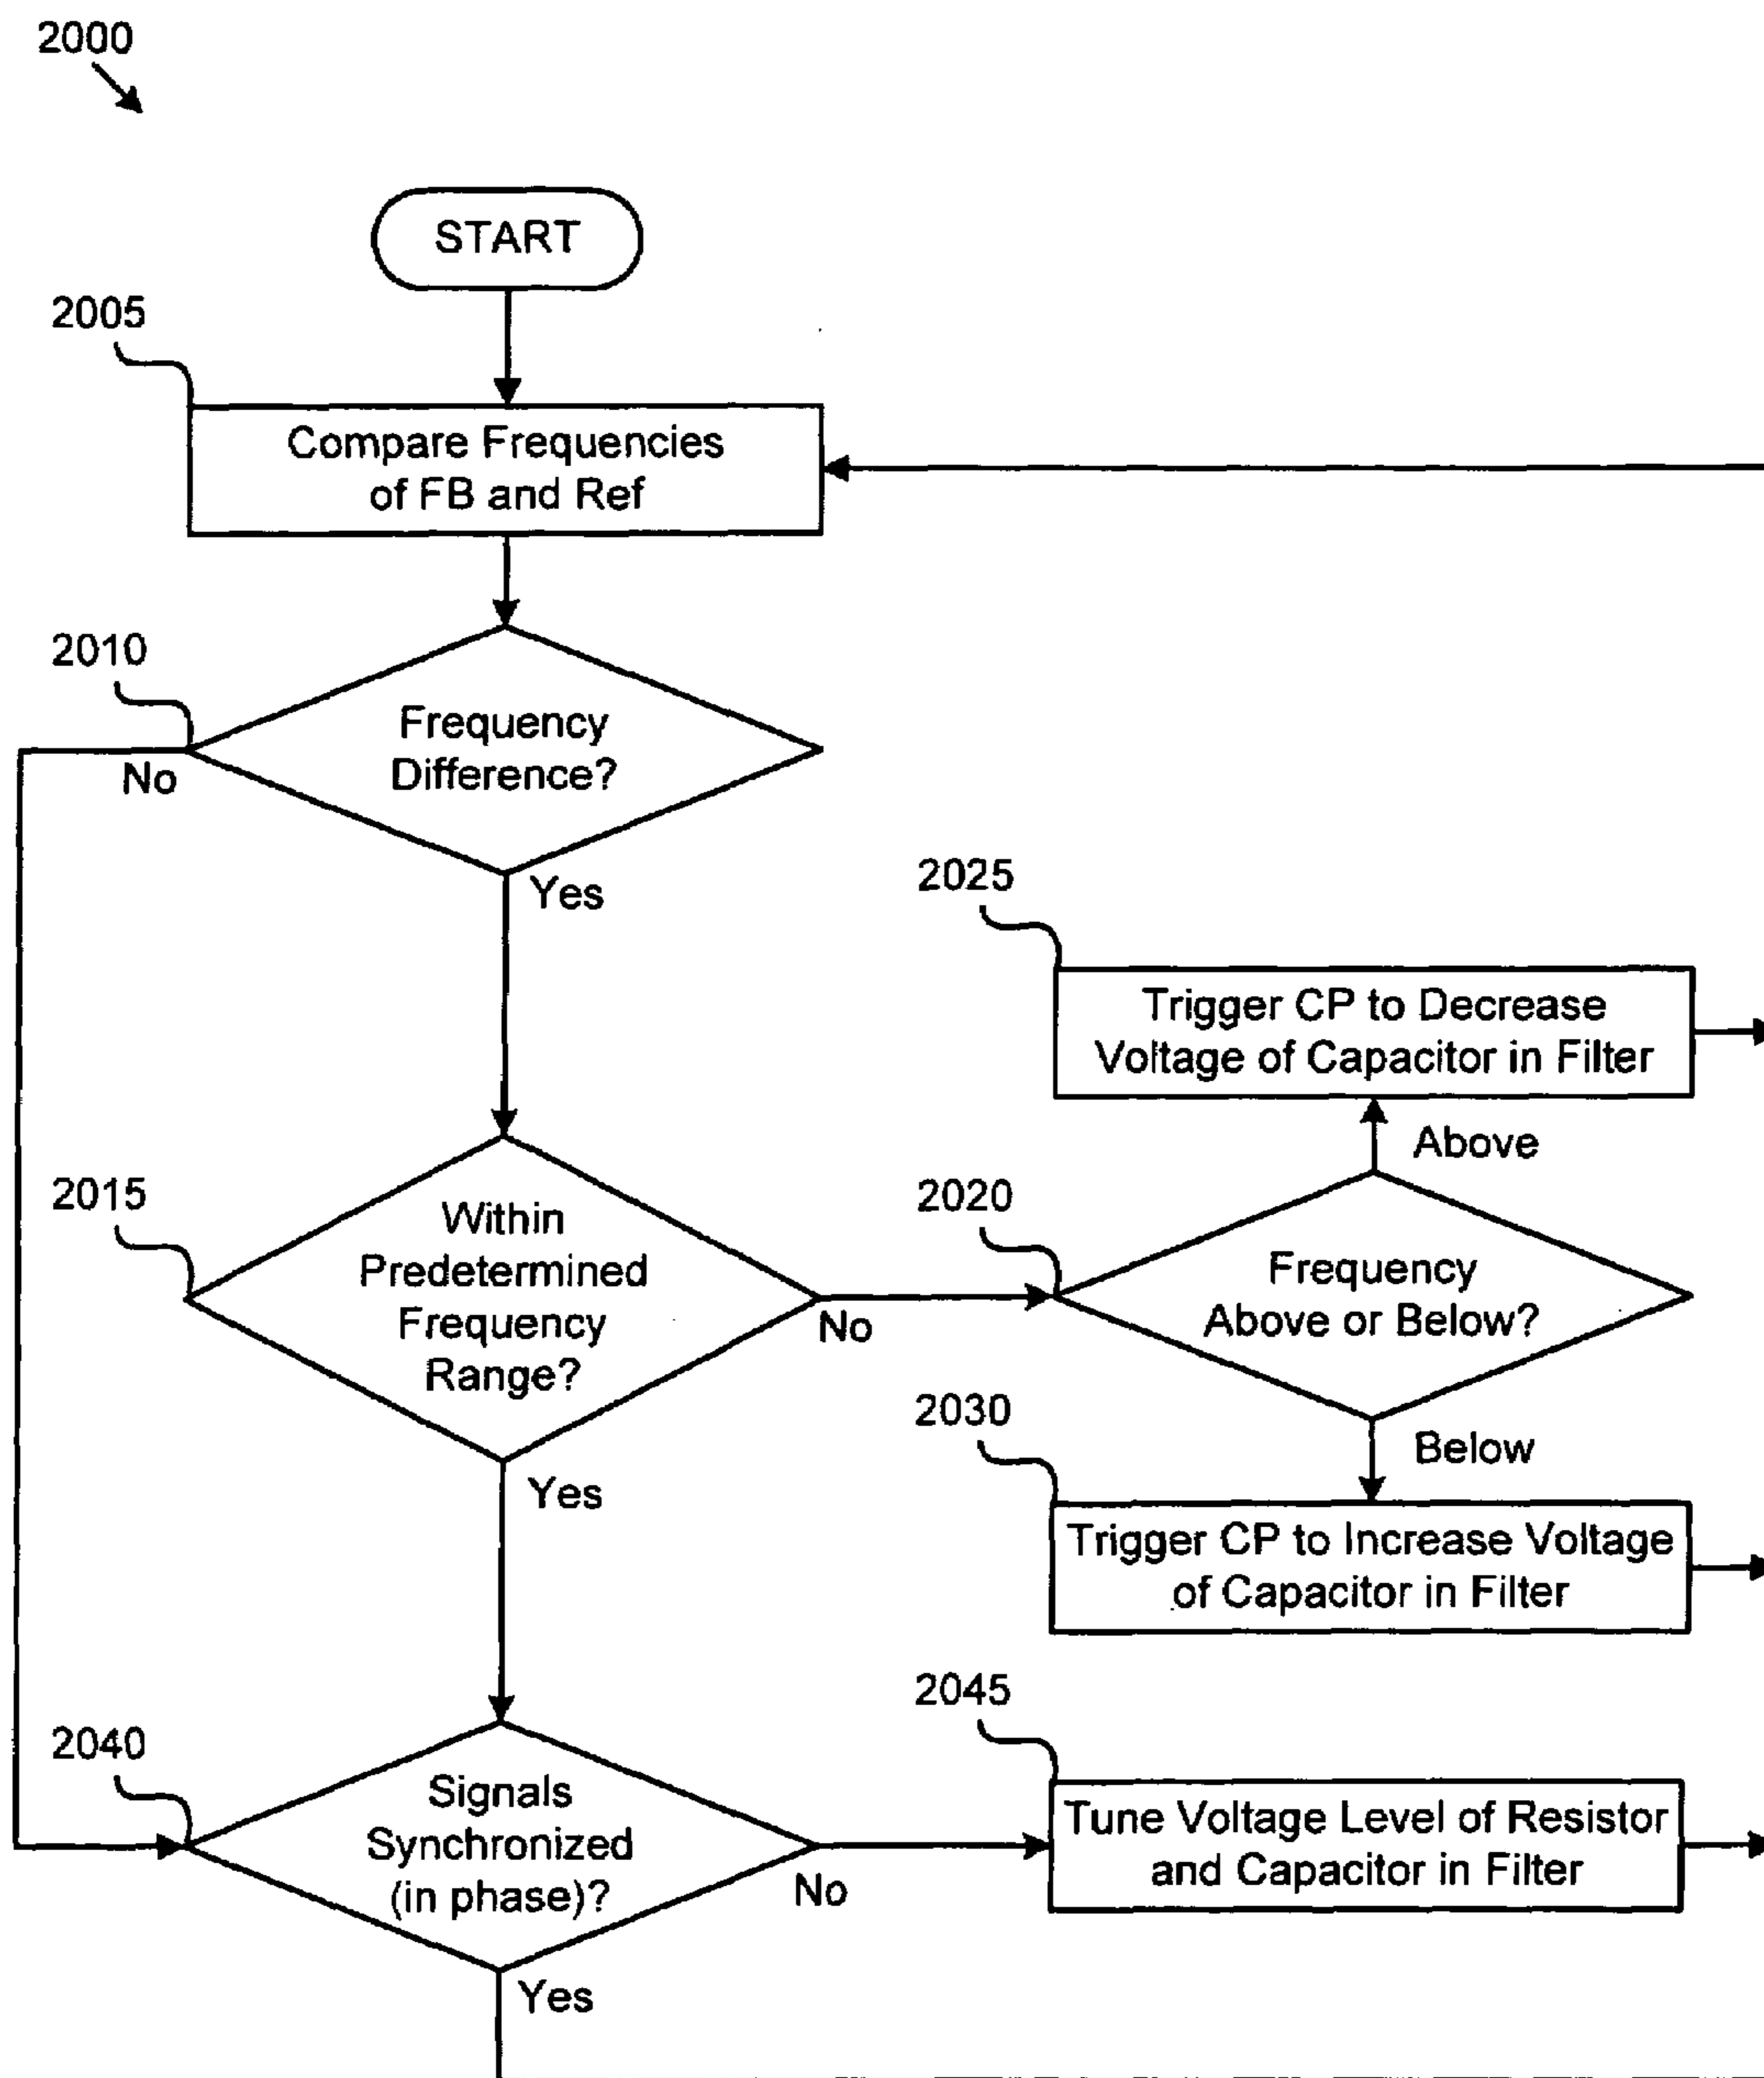 2000
START
2005
Compare Frequencies
of FB and Ref
2010
Frequency
Difference?
No
Yes
2025
Trigger CP to Decrease
Voltage of Capacitor in Filter
Above
2015
Within
Predetermined
Frequency
Range?
No
2020
Frequency
Above or Below?
Below
2030
Trigger CP to Increase Voltage
of Capacitor in Filter
Yes
2040
Signals
Synchronized
(in phase)?
No
2045
Tune Voltage Level of Resistor
and Capacitor in Filter
Yes